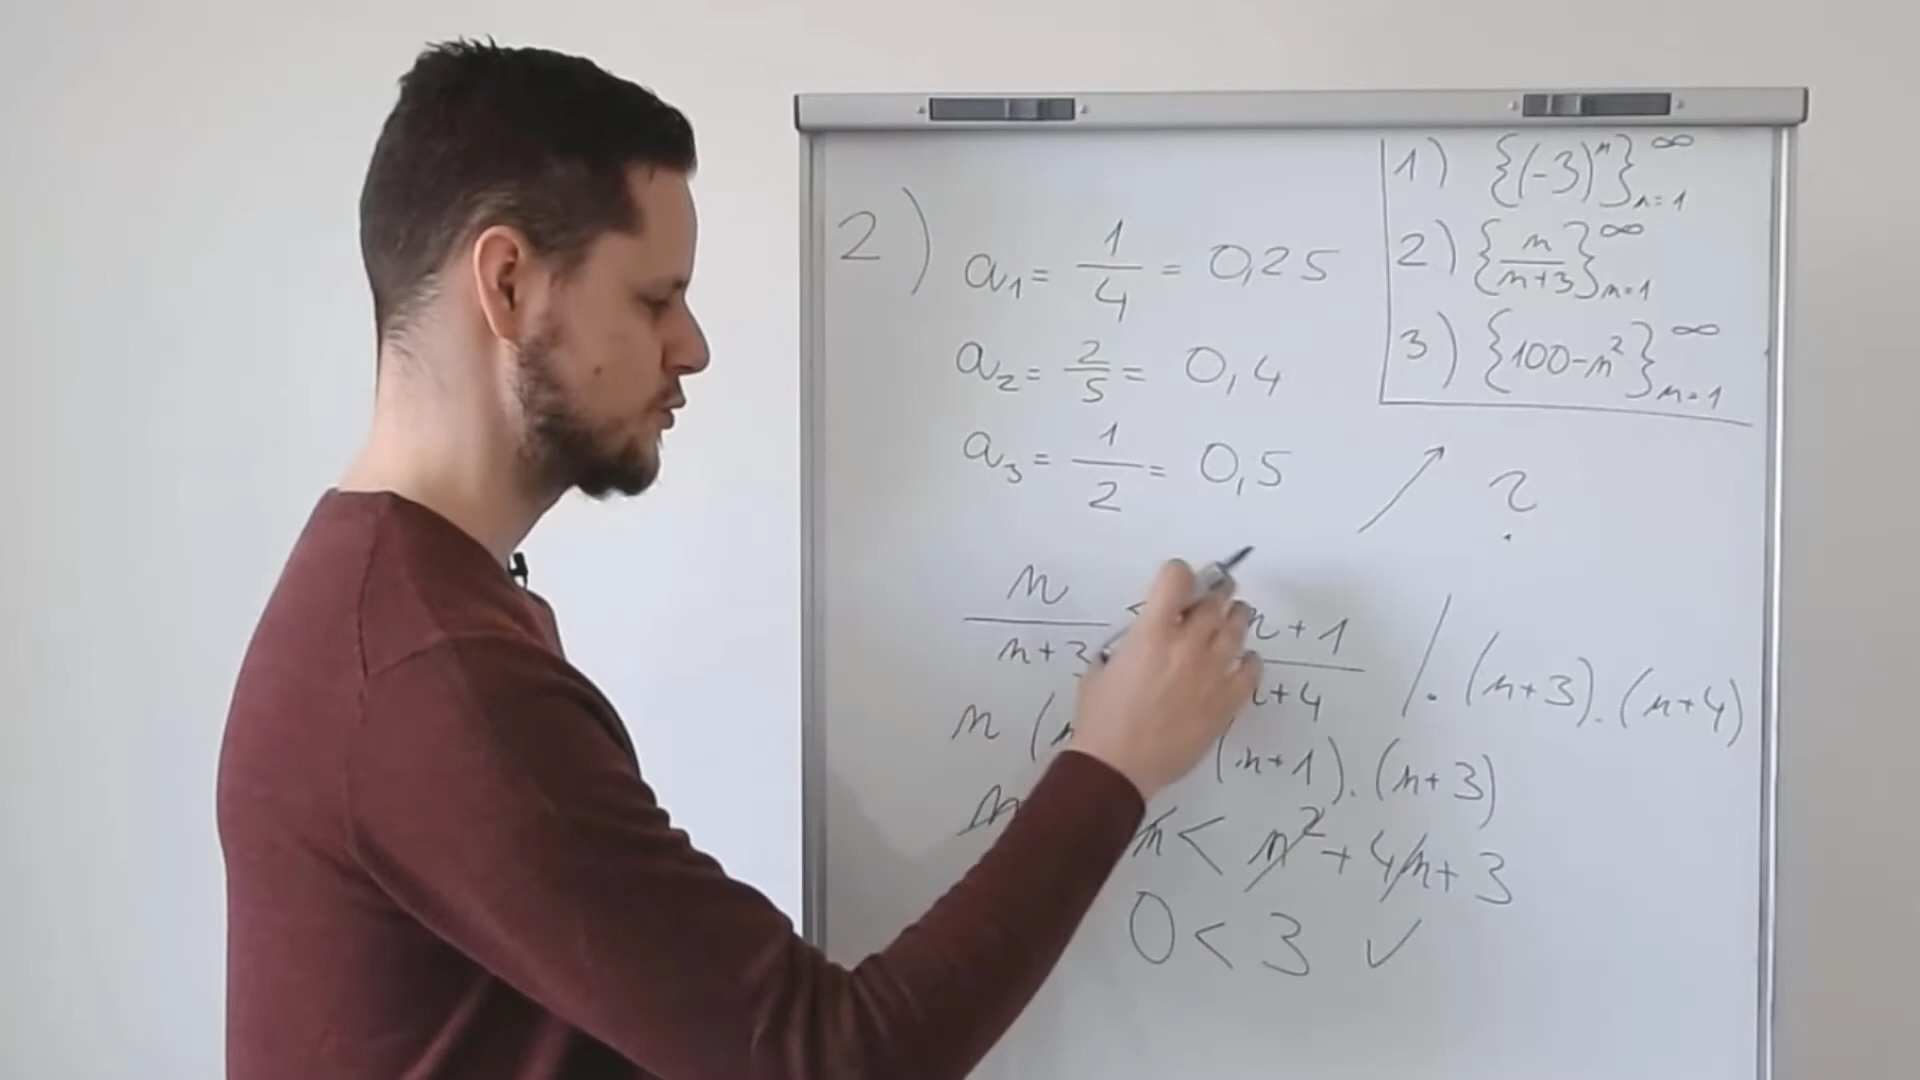 2)
a₁ = 1/4 = 0,25
a₂ = 2/5 = 0,4
a₃ = 1/2 = 0,5
↗ ?
n/(n+3) < (n+1)/(n+4) /·(n+3)·(n+4)
n ( (n+1)·(n+3)
n < n² + 4n + 3
0 < 3 ✓
1) {(-3)ⁿ}∞ n=1
2) {n/(n+3)}∞ n=1
3) {100-n²}∞ n=1